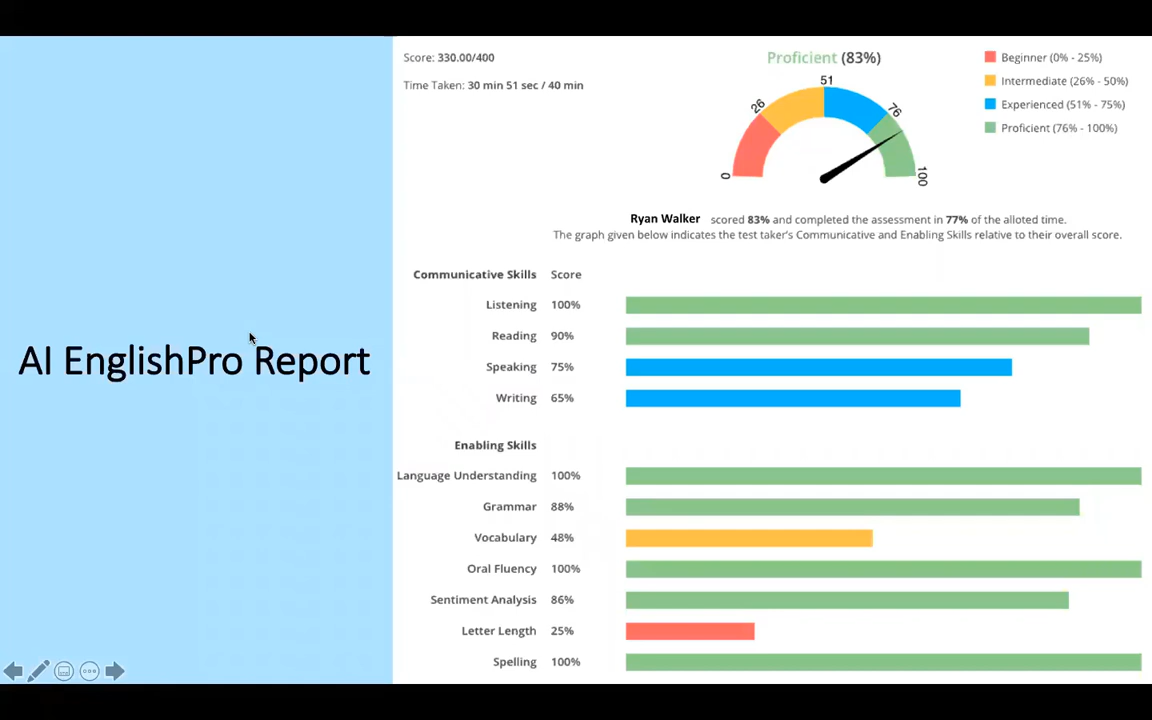 AI EnglishPro Report
Score: 330.00/400
Time Taken: 30 min 51 sec / 40 min
Proficient (83%)
0
26
51
76
100
Beginner (0% - 25%)
Intermediate (26% - 50%)
Experienced (51% - 75%)
Proficient (76% - 100%)
Ryan Walker scored 83% and completed the assessment in 77% of the alloted time.
The graph given below indicates the test taker's Communicative and Enabling Skills relative to their overall score.
Communicative Skills Score
Listening 100%
Reading 90%
Speaking 75%
Writing 65%
Enabling Skills
Language Understanding 100%
Grammar 88%
Vocabulary 48%
Oral Fluency 100%
Sentiment Analysis 86%
Letter Length 25%
Spelling 100%